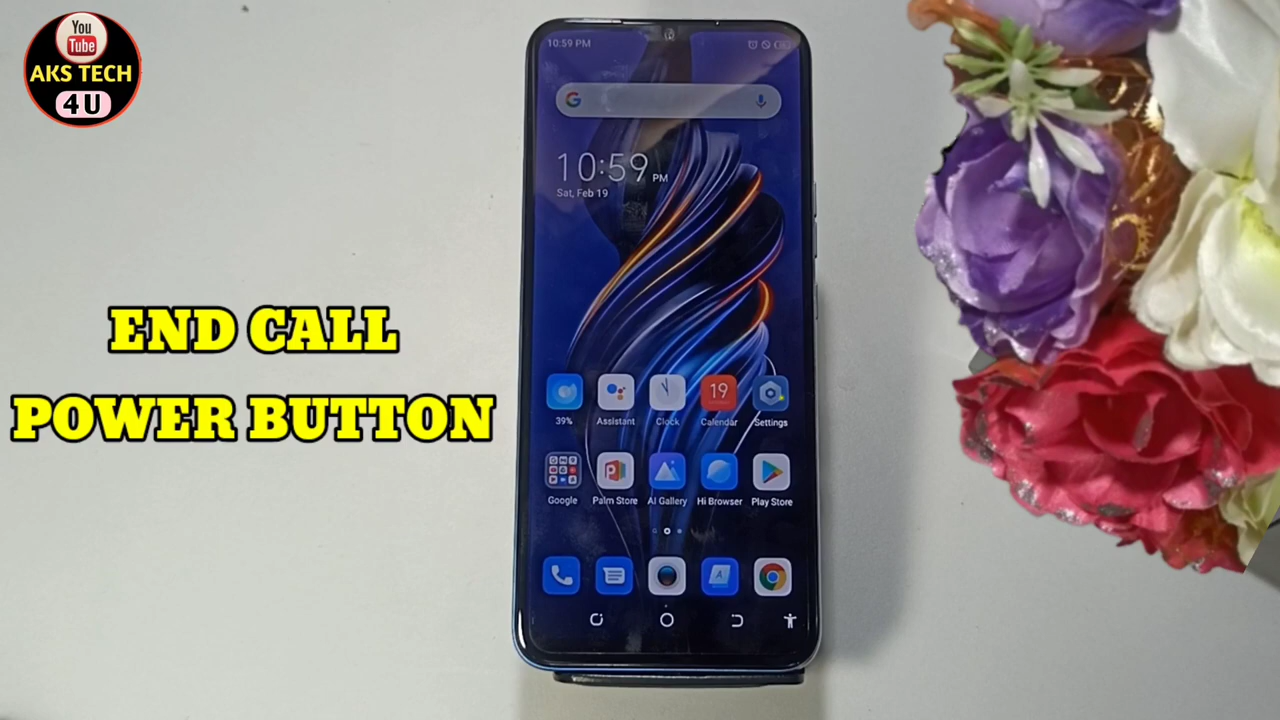 You
Tube
AKS TECH
4 U
10:59 PM
10:59 PM
Sat, Feb 19
END CALL
POWER BUTTON
19
39%
Assistant
Clock
Calendar
Settings
Google
Palm Store
AI Gallery
Hi Browser
Play Store